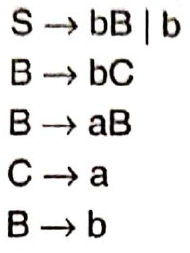 S → bB | b
B → bC
B → aB
C → a
B → b